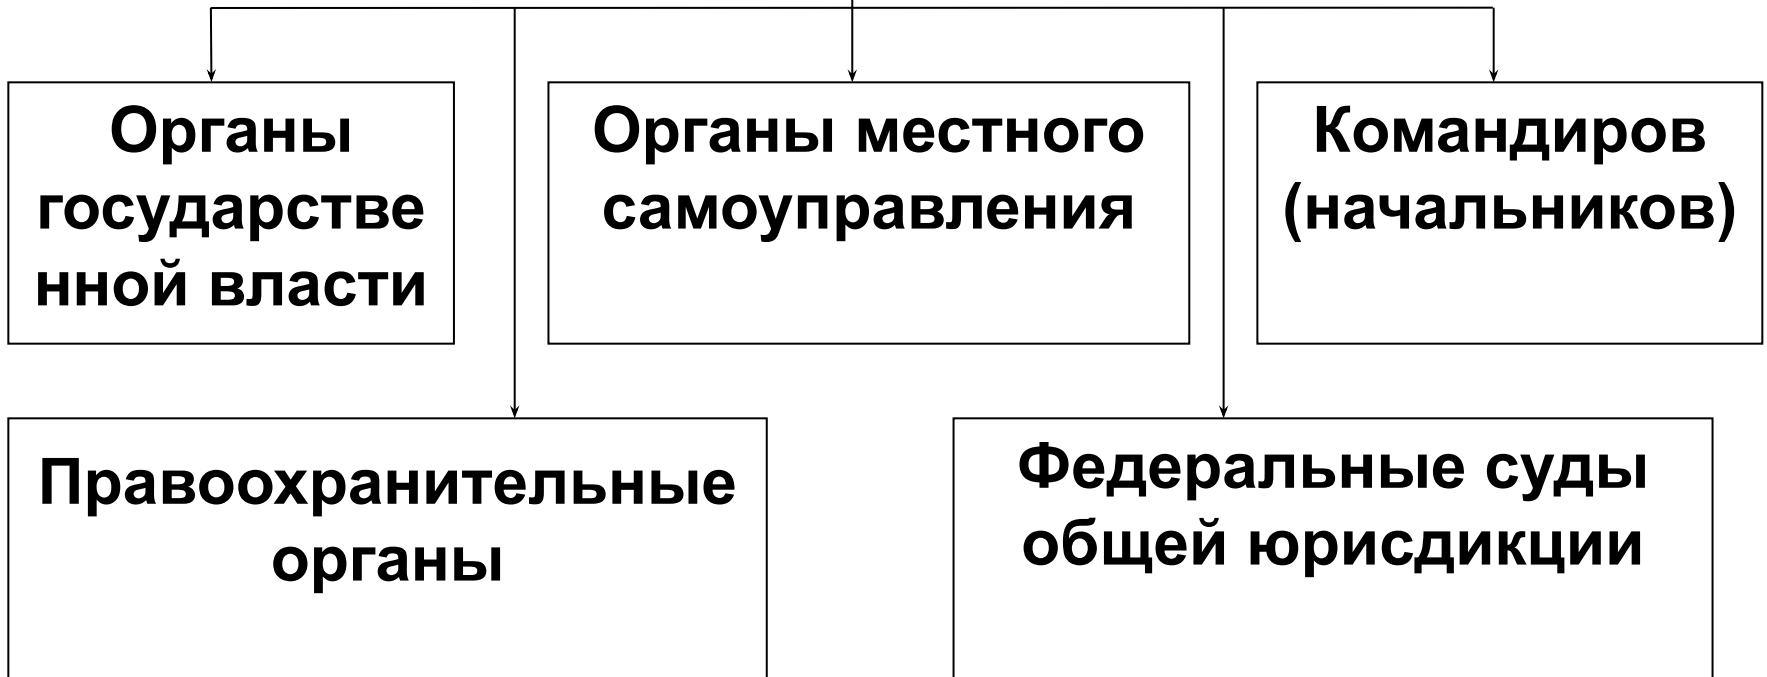 Органы
государстве
нной власти
Органы местного
самоуправления
Командиров
(начальников)
Правоохранительные
органы
Федеральные суды
общей юрисдикции